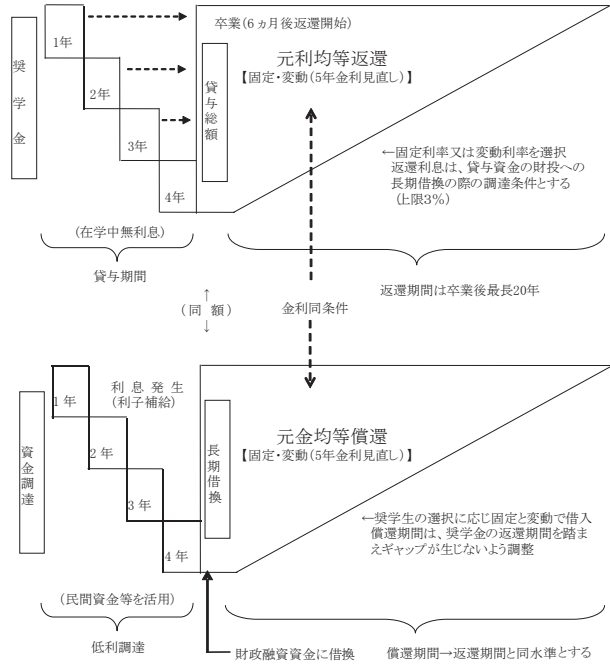 卒業(6ヵ月後返還開始)
1年
2年
3年
4年
奨学金
貸与総額
元利均等返還
【固定・変動(5年金利見直し)】
←固定利率又は変動利率を選択
返還利息は、貸与資金の財投への
長期借換の際の調達条件とする
(上限3%)
(在学中無利息)
貸与期間
返還期間は卒業後最長20年
↑
(同 額)
↓
金利同条件
利 息 発 生
(利子補給)
1 年
2 年
3 年
4 年
資金調達
長期借換
元金均等償還
【固定・変動(5年金利見直し)】
←奨学生の選択に応じ固定と変動で借入
償還期間は、奨学金の返還期間を踏ま
えギャップが生じないよう調整
(民間資金等を活用)
低利調達
財政融資資金に借換
償還期間→返還期間と同水準とする